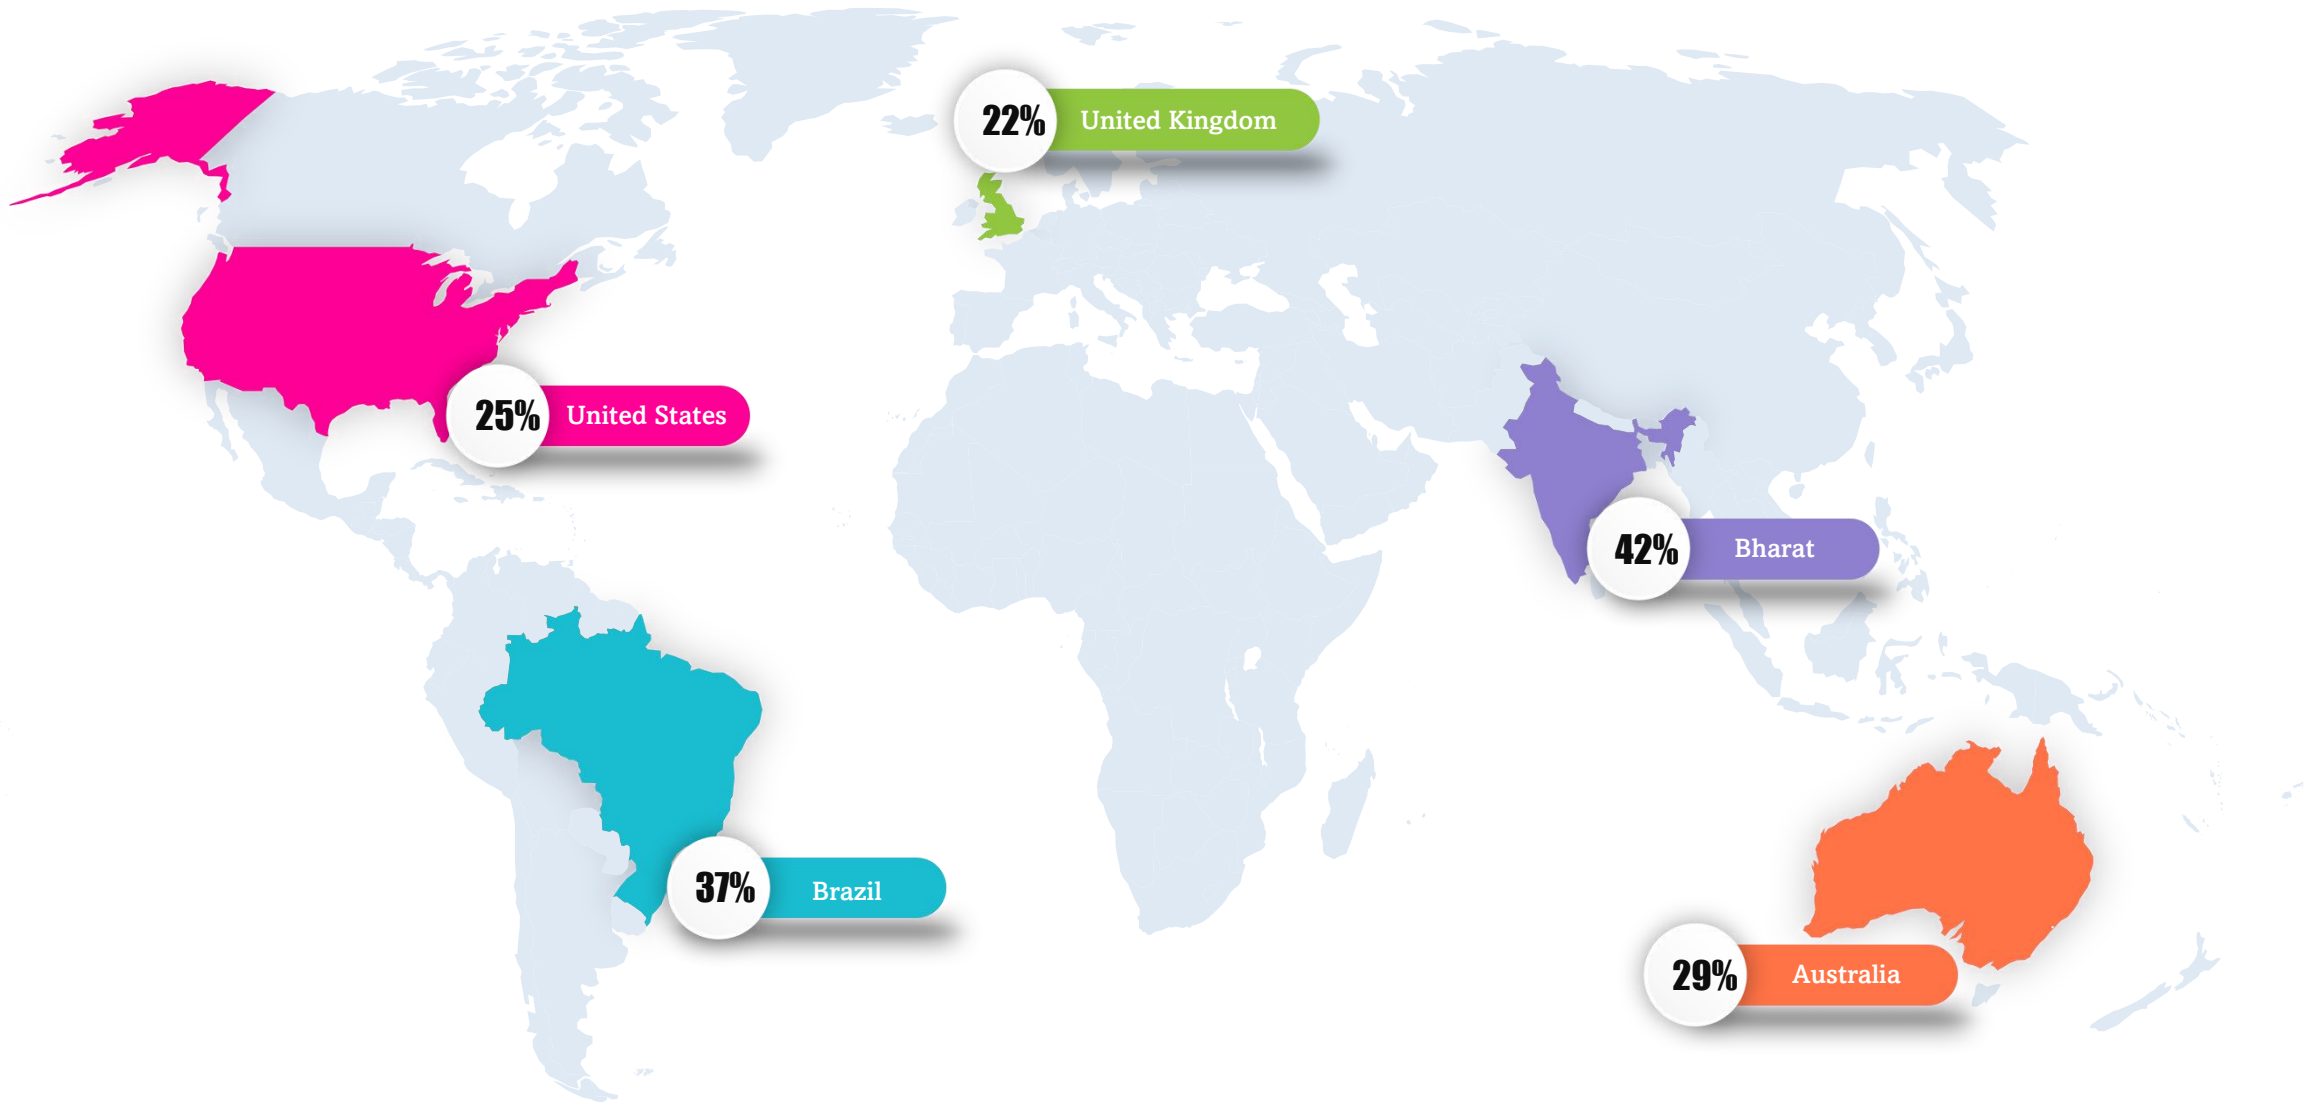 22% United Kingdom
25% United States
42% Bharat
37% Brazil
29% Australia